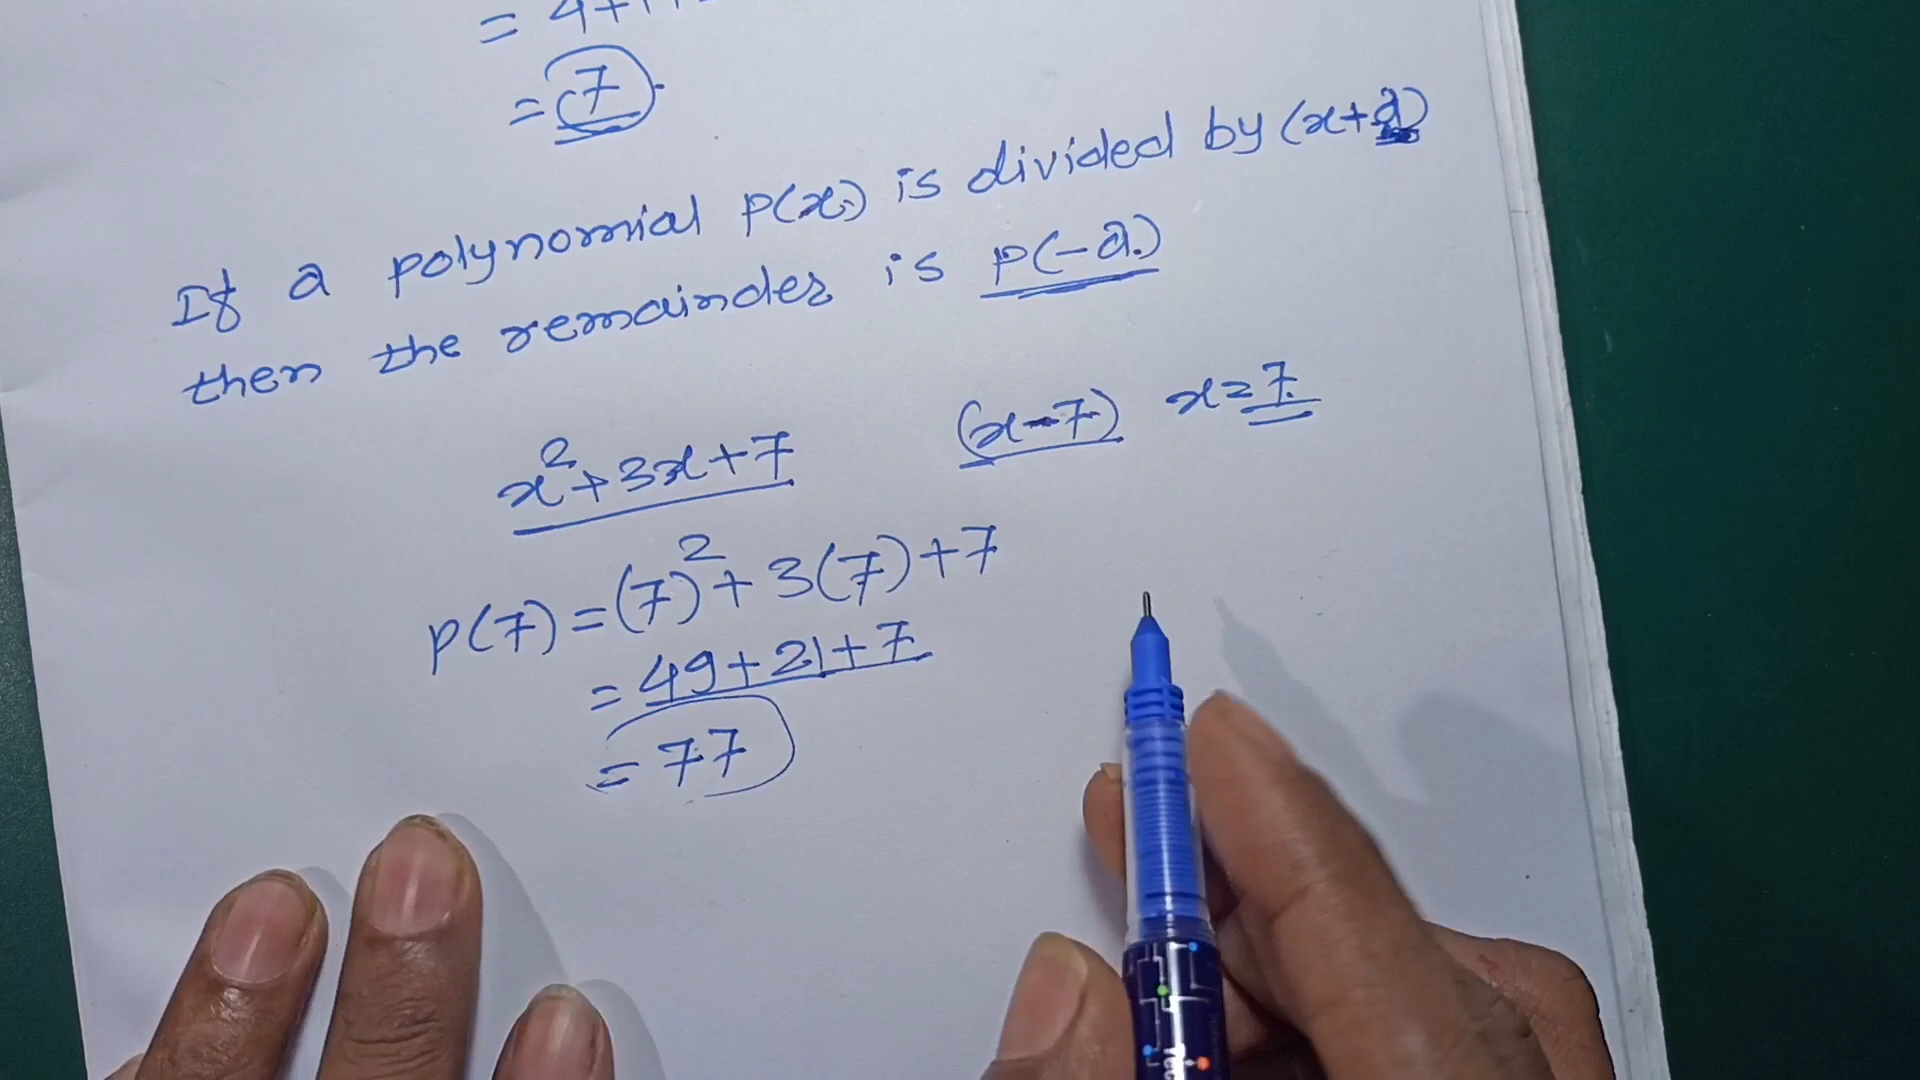 = 4+
= 7
If a polynomial p(x) is divided by (x+a)
then the remainder is p(-a)
x²+3x+7 (x-7) x=7
p(7) = (7)²+3(7)+7
= 49+21+7
= 77